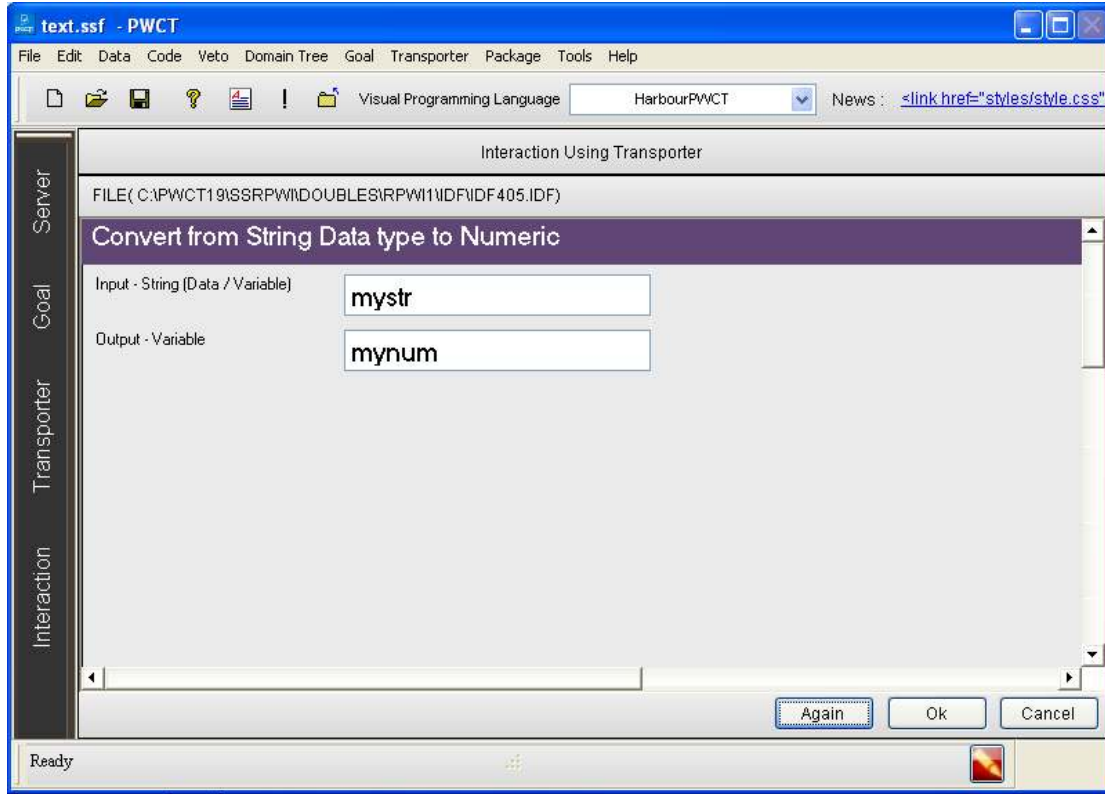 text.ssf - PWCT
File Edit Data Code Veto Domain Tree Goal Transporter Package Tools Help
Visual Programming Language HarbourPWCT News : <link href="styles/style.css"
Interaction Using Transporter
FILE( C:\PWCT19\SSRPWI\DOUBLES\RPWI1\IDF\IDF405.IDF)
Convert from String Data type to Numeric
Input - String (Data / Variable) mystr
Output - Variable mynum
Server
Goal
Transporter
Interaction
Again Ok Cancel
Ready